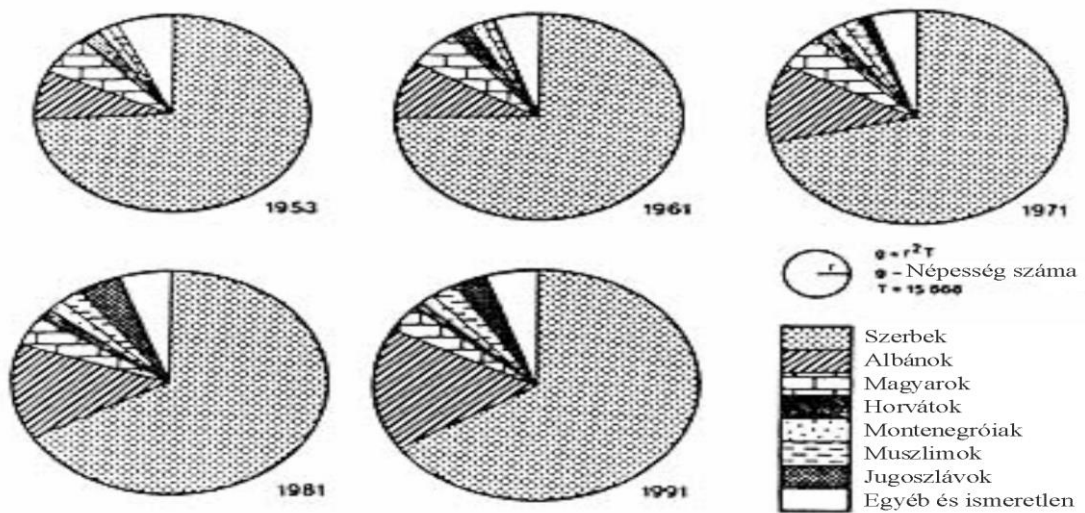 1953
1961
1971
1981
1991
r
g = r²T
g – Népesség száma
T = 15 668
Szerbek
Albánok
Magyarok
Horvátok
Montenegróiak
Muszlimok
Jugoszlávok
Egyéb és ismeretlen